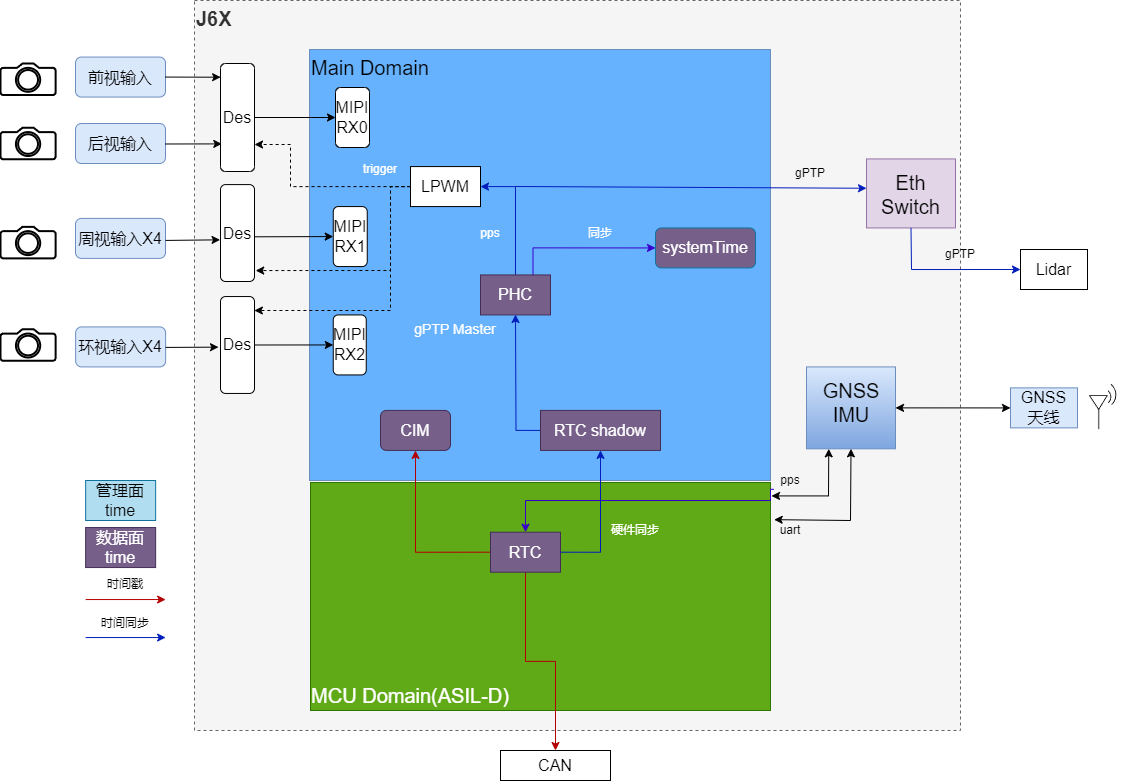 J6X
Main Domain
前视输入
后视输入
周视输入X4
环视输入X4
Des
Des
Des
MIPI
RX0
MIPI
RX1
MIPI
RX2
trigger
LPWM
gPTP
Eth
Switch
gPTP
Lidar
pps
同步
systemTime
PHC
gPTP Master
CIM
RTC shadow
GNSS
IMU
GNSS
天线
pps
uart
管理面
time
数据面
time
时间戳
时间同步
硬件同步
RTC
MCU Domain(ASIL-D)
CAN